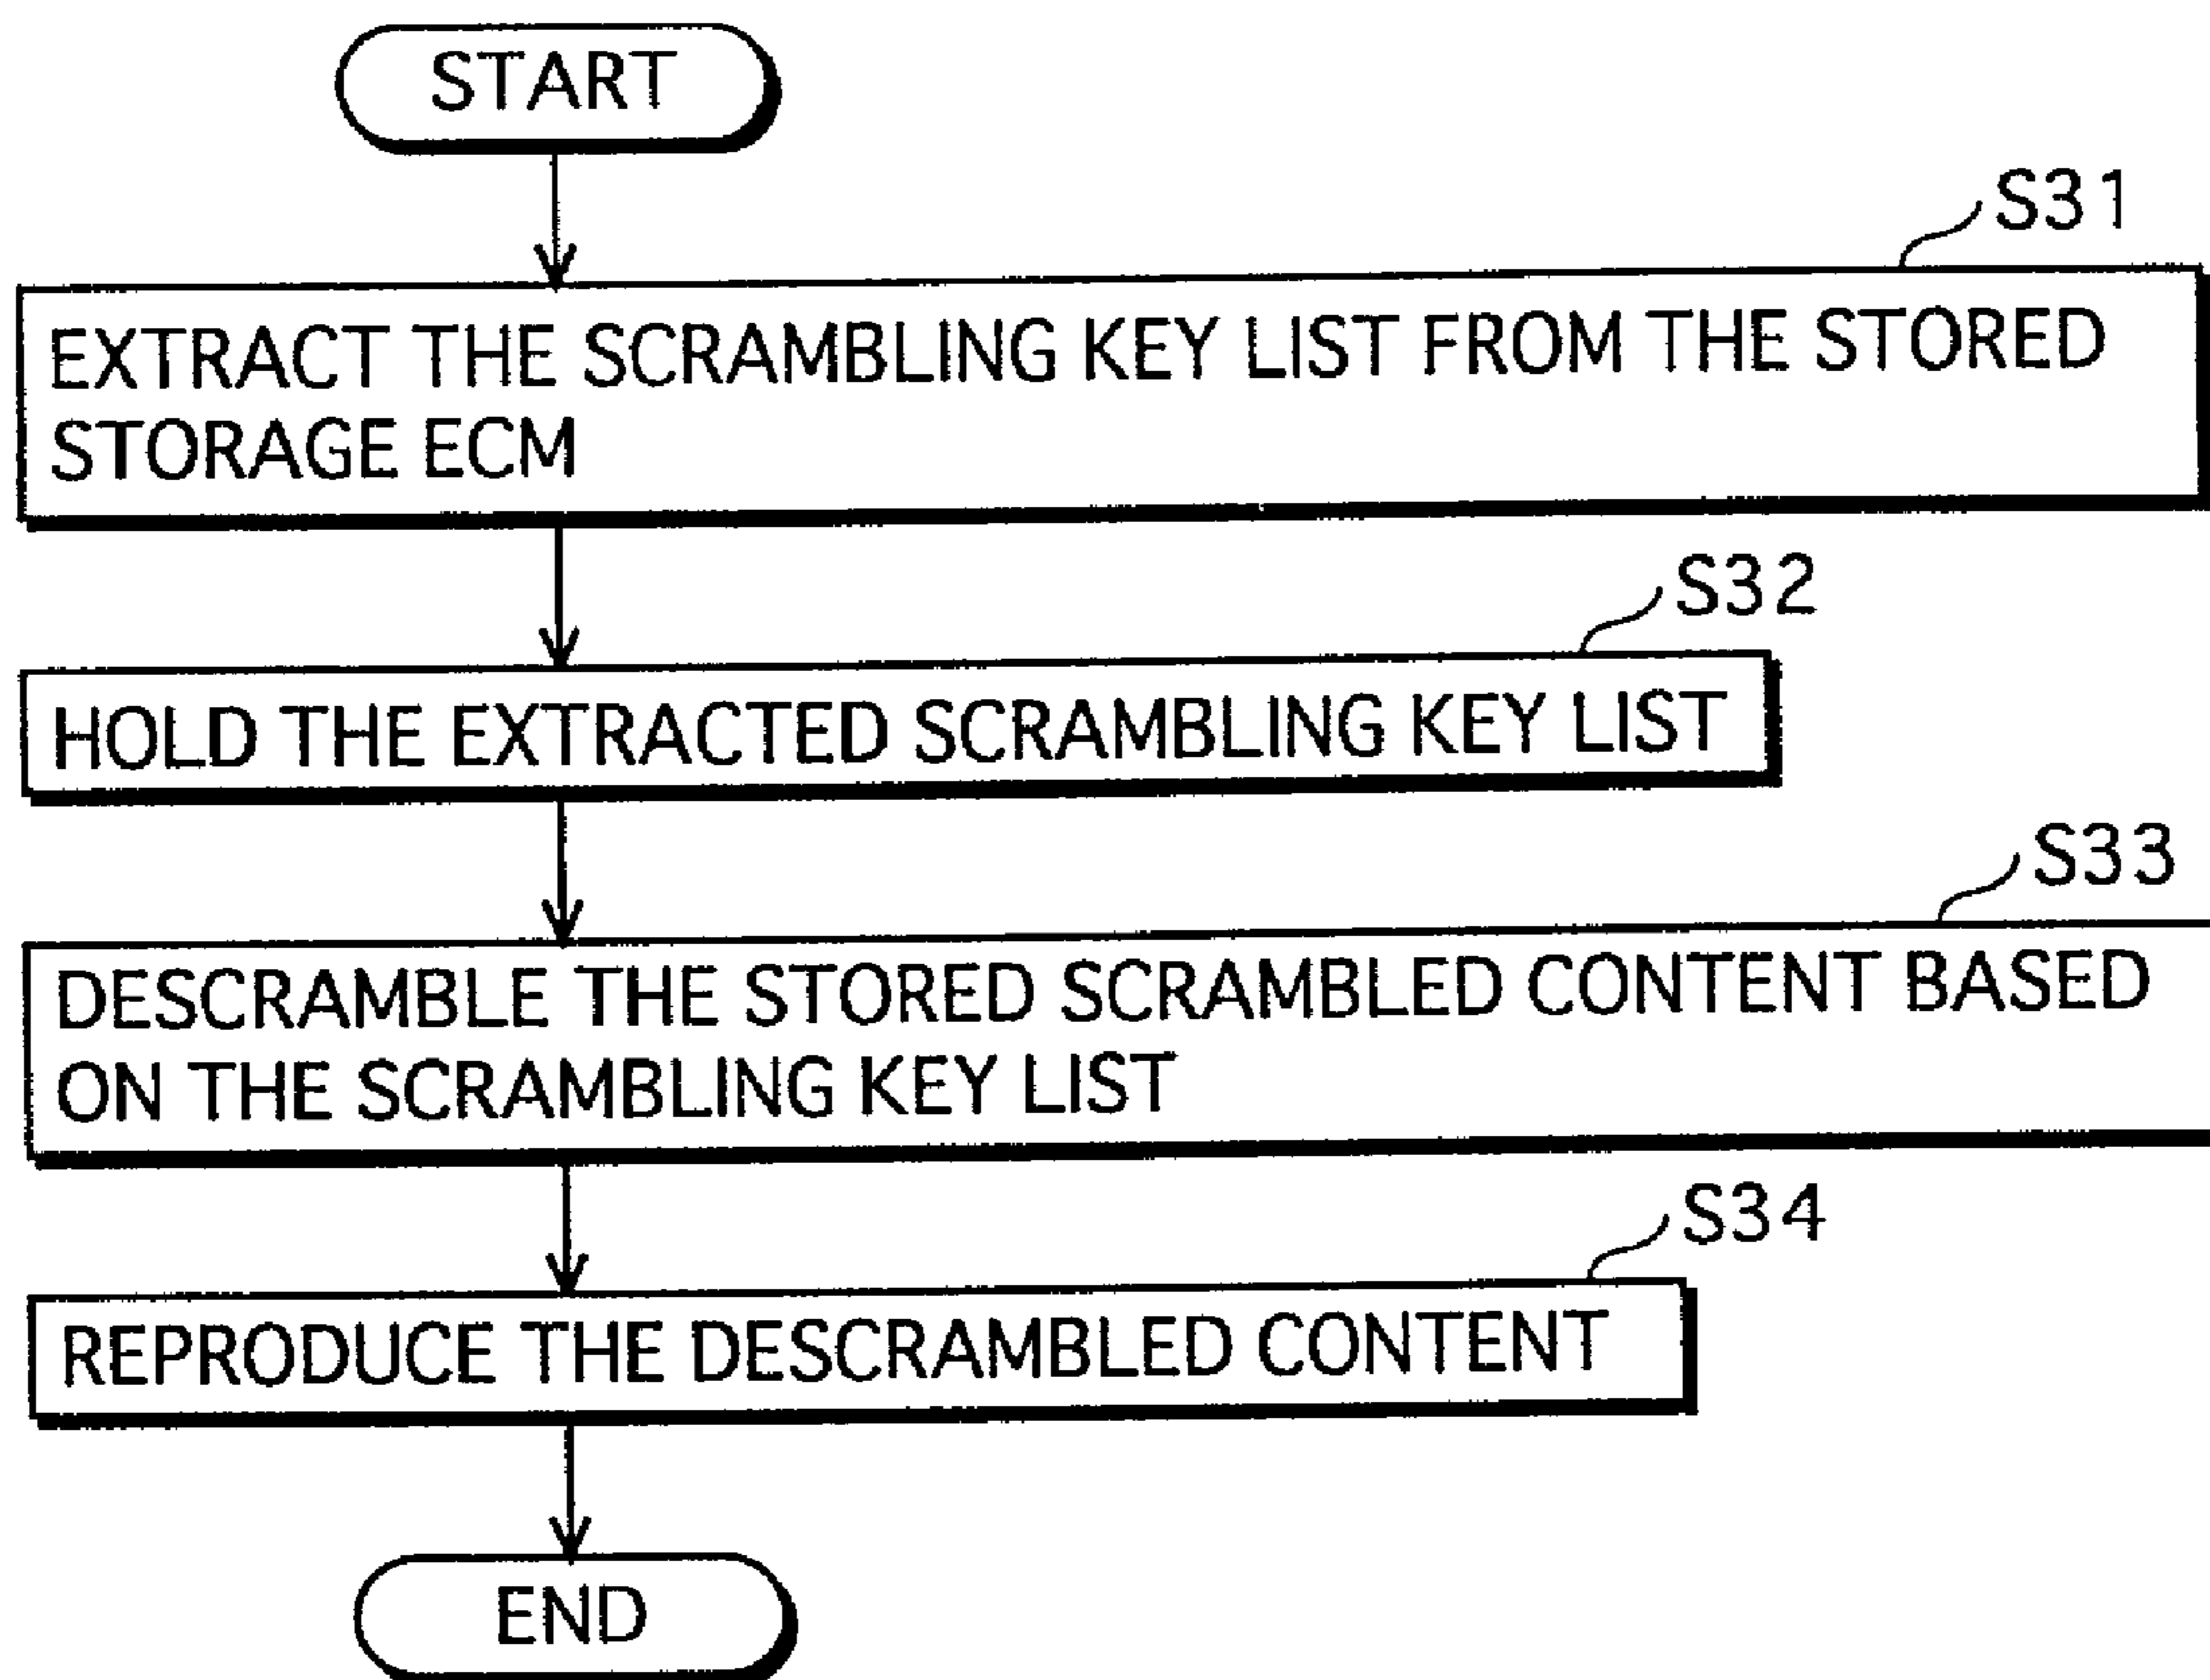 START
S31
EXTRACT THE SCRAMBLING KEY LIST FROM THE STORED
STORAGE ECM
S32
HOLD THE EXTRACTED SCRAMBLING KEY LIST
S33
DESCRAMBLE THE STORED SCRAMBLED CONTENT BASED
ON THE SCRAMBLING KEY LIST
S34
REPRODUCE THE DESCRAMBLED CONTENT
END